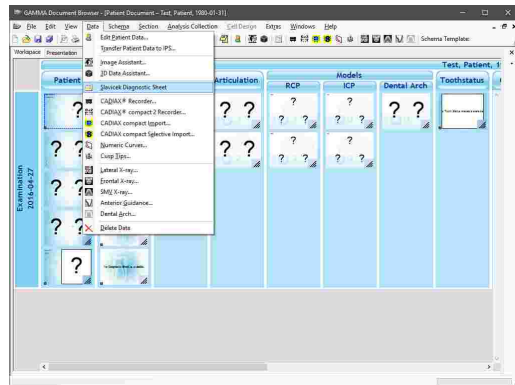 GAMMA Document Browser - [Patient Document - Test, Patient, 1980-01-31]
File Edit View Data Schema Section Analysis Collection Cell Design Extras Windows Help
Schema Template:
Workspace Presentation
Edit Patient Data...
Transfer Patient Data to IPS...
Image Assistant...
3D Data Assistant...
Slavicek Diagnostic Sheet
CADIAX® Recorder...
CADIAX® compact 2 Recorder...
CADIAX compact Import...
CADIAX compact Selective Import...
Numeric Curves...
Cusp Tips...
Lateral X-ray...
Frontal X-ray...
SMV X-ray...
Anterior Guidance...
Dental Arch...
Delete Data
Test, Patient, 1
Patient
Articulation
Models
RCP
ICP
Dental Arch
Toothstatus
Examination
2016-04-27
? ? ? ? ?
? ? ? ? ? ?
? ? ? ?
? ? ? ?
? ?
? ?
?